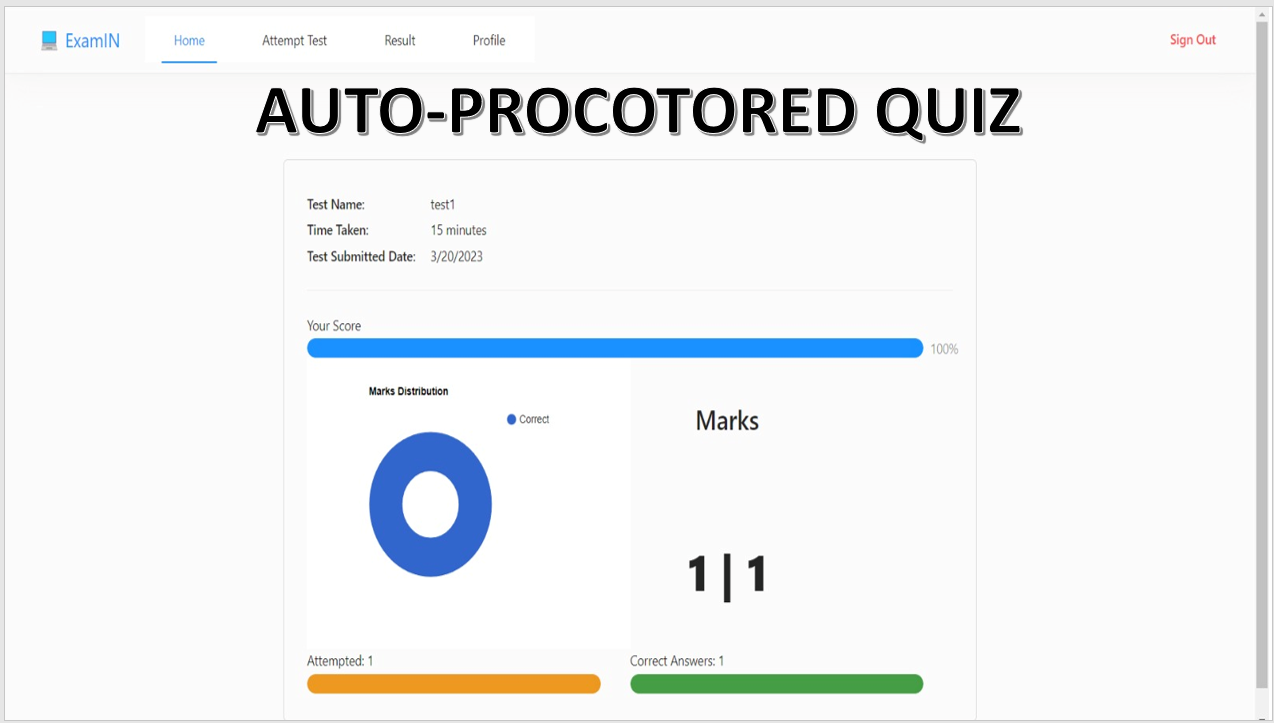 ExamIN Home Attempt Test Result Profile Sign Out
AUTO-PROCOTORED QUIZ
Test Name: test1
Time Taken: 15 minutes
Test Submitted Date: 3/20/2023
Your Score
100%
Marks Distribution
Correct
Marks
1 | 1
Attempted: 1
Correct Answers: 1